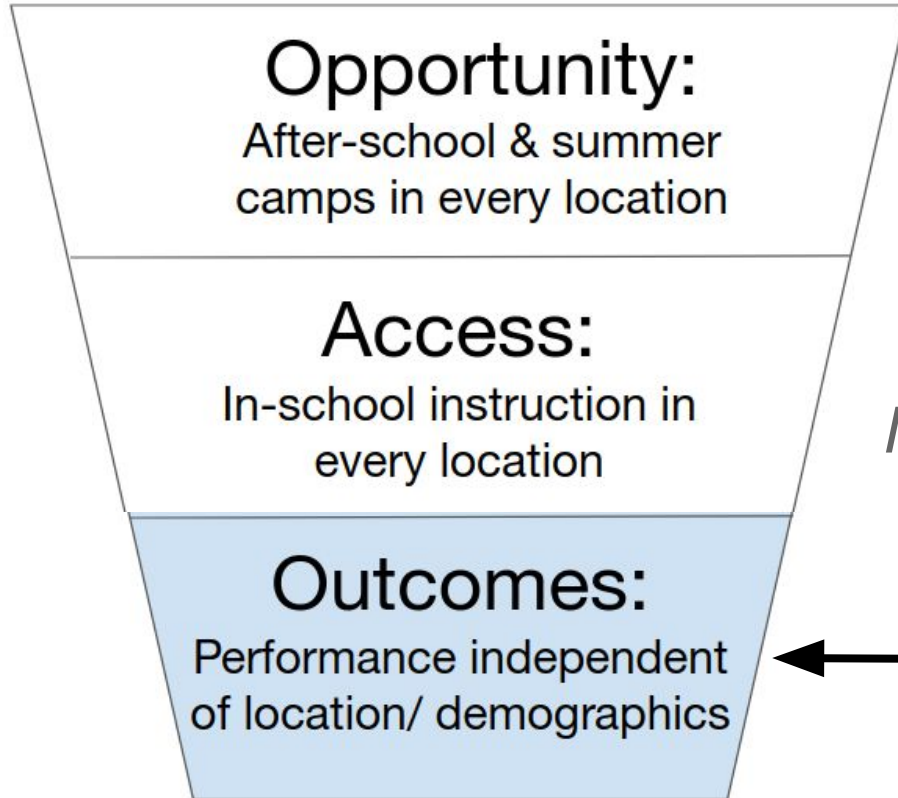 Opportunity:
After-school & summer
camps in every location
Access:
In-school instruction in
every location
Outcomes:
Performance independent
of location/ demographics